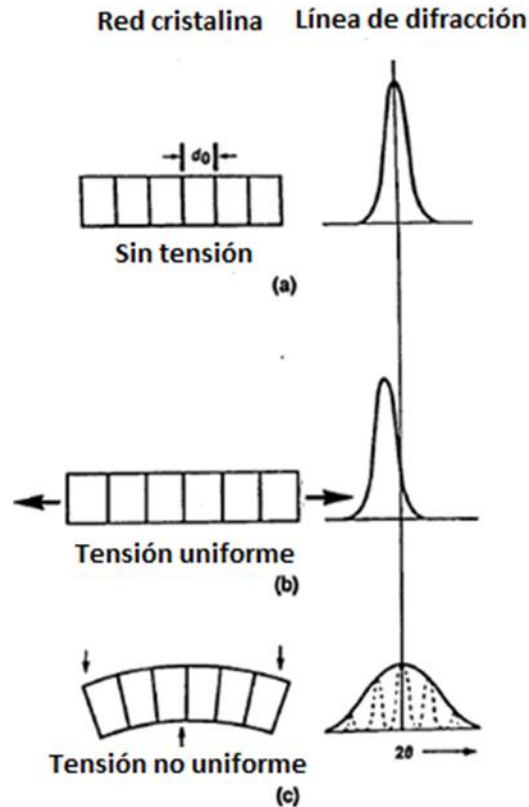 Red cristalina
Línea de difracción
d0
Sin tensión
(a)
Tensión uniforme
(b)
Tensión no uniforme
2θ
(c)